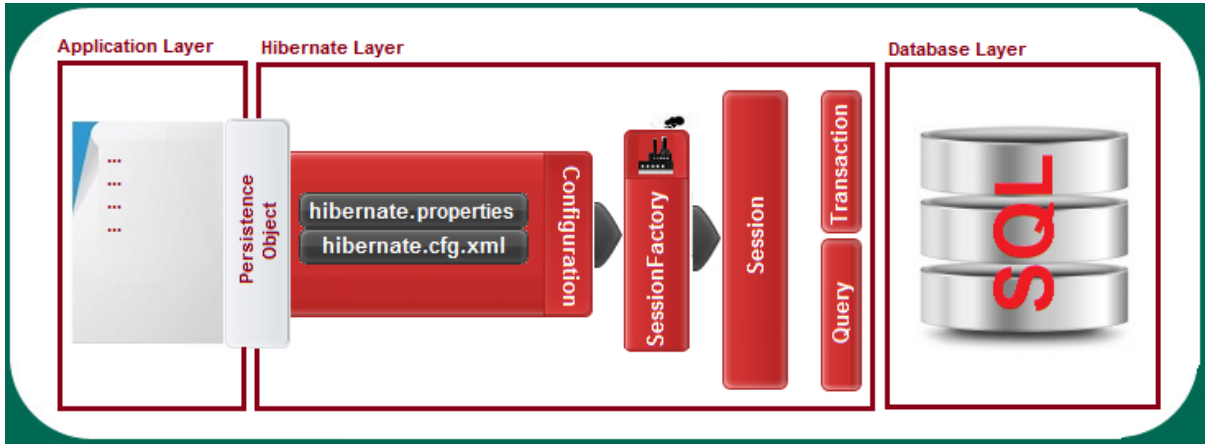 Application Layer
Hibernate Layer
Database Layer
...
...
...
...
Persistence
Object
hibernate.properties
hibernate.cfg.xml
Configuration
SessionFactory
Session
Transaction
Query
SQL